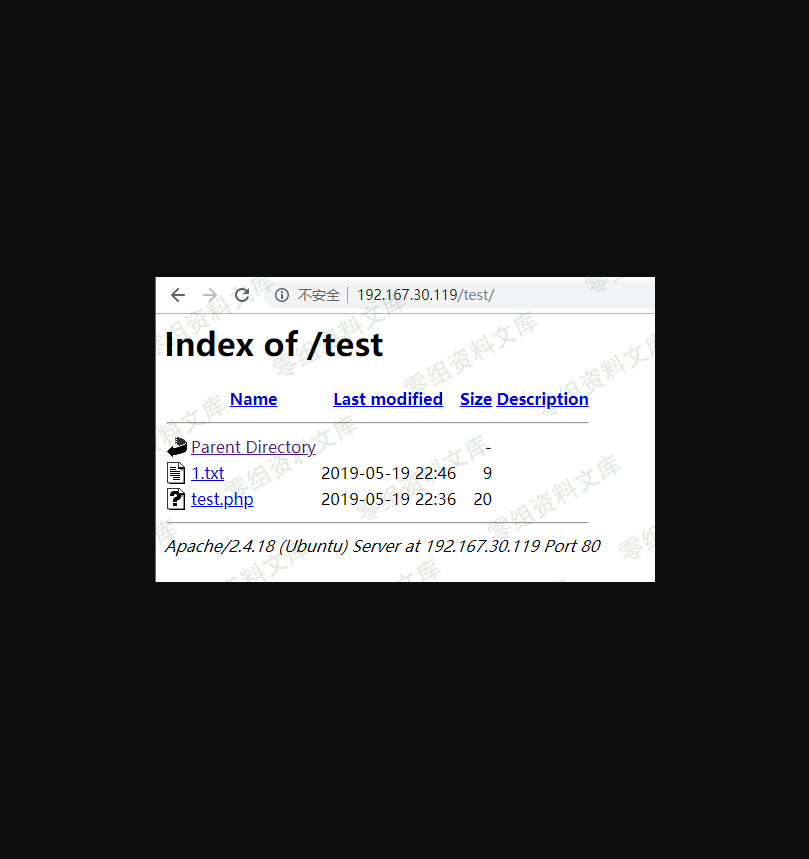 不安全 192.167.30.119/test/
Index of /test
Name Last modified Size Description
Parent Directory -
1.txt 2019-05-19 22:46 9
test.php 2019-05-19 22:36 20
Apache/2.4.18 (Ubuntu) Server at 192.167.30.119 Port 80
零组资料文库